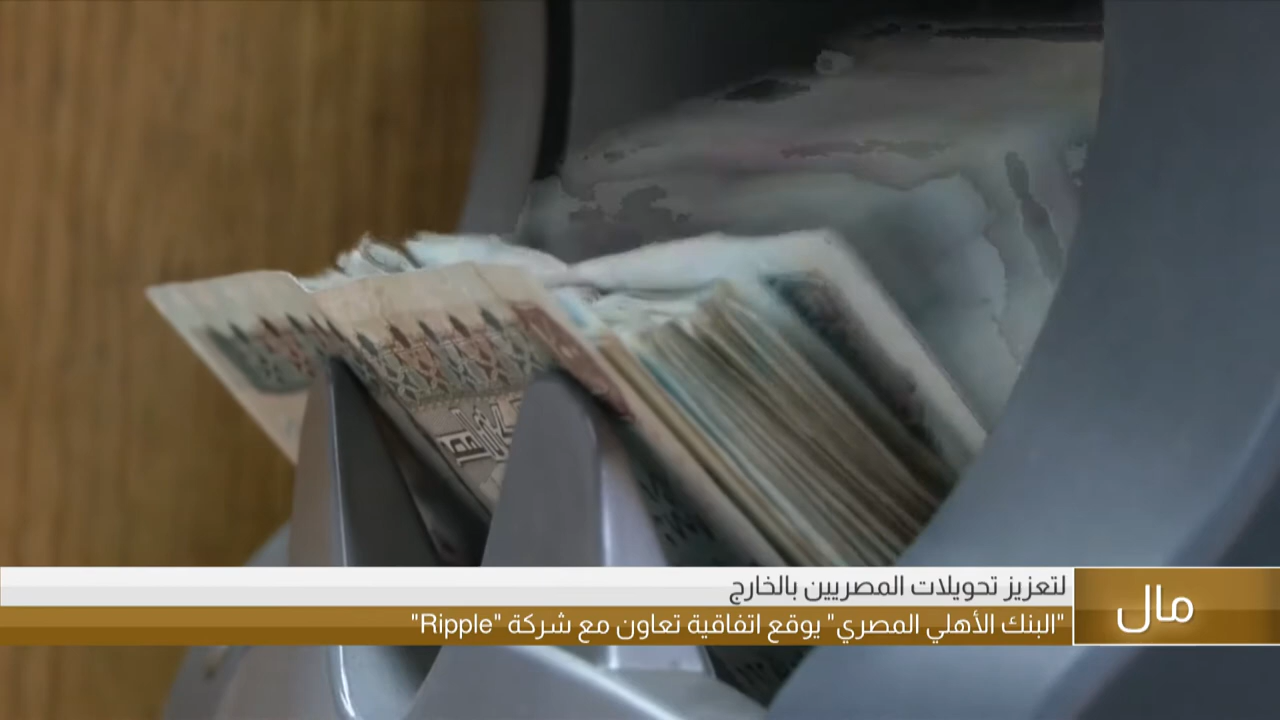 لتعزيز تحويلات المصريين بالخارج
مال
"البنك الأهلي المصري" يوقع اتفاقية تعاون مع شركة "Ripple"